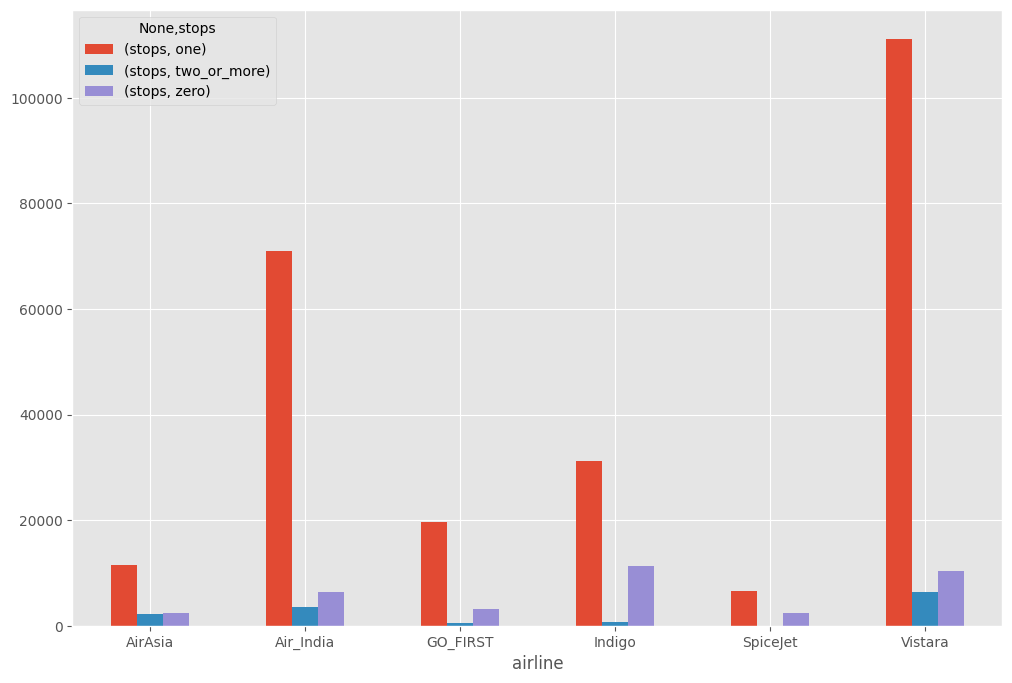 None,stops
(stops, one)
(stops, two_or_more)
(stops, zero)
100000
80000
60000
40000
20000
0
AirAsia Air_India GO_FIRST Indigo SpiceJet Vistara
airline